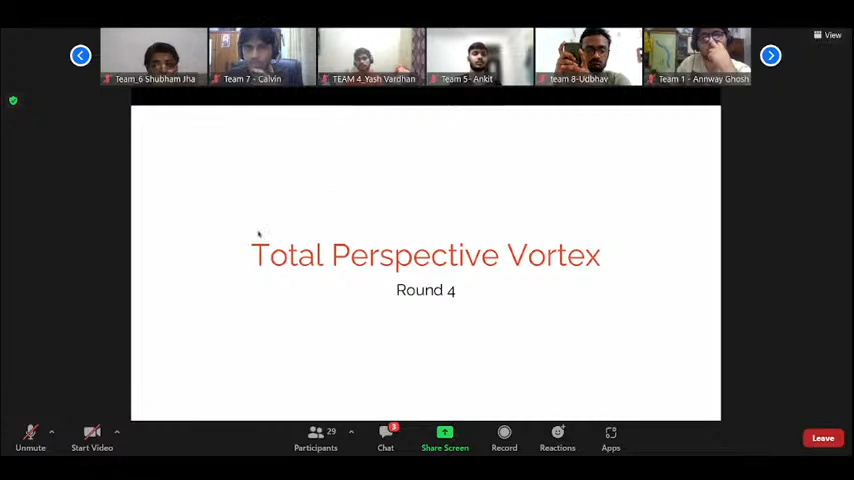 View
Team_6 Shubham Jha
Team 7 - Calvin
TEAM 4_Yash Vardhan
Team 5- Ankit
team 8-Udbhav
Team 1 - Annway Ghosh
Total Perspective Vortex
Round 4
29
3
Unmute
Start Video
Participants
Chat
Share Screen
Record
Reactions
Apps
Leave